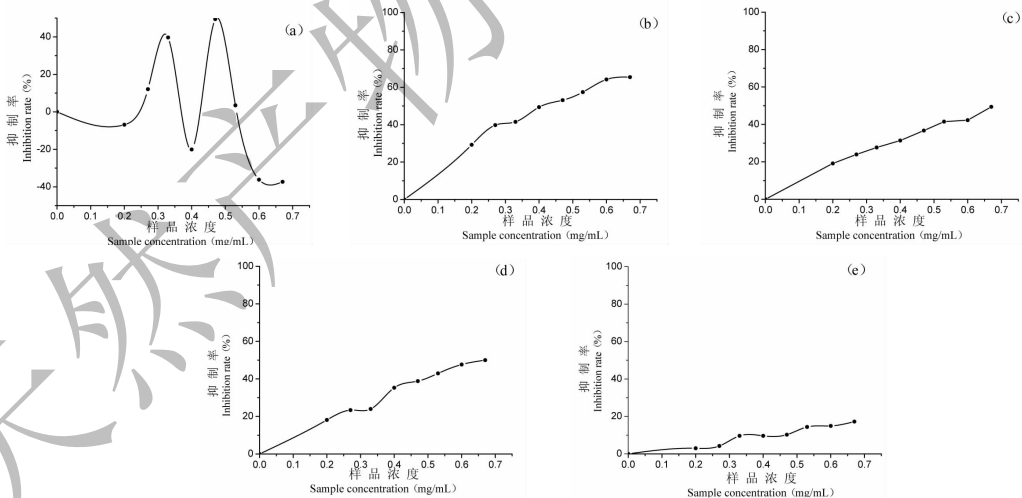 (a)
40
20
0
-20
-40
0.0 0.1 0.2 0.3 0.4 0.5 0.6 0.7
抑制率
Inhibition rate (%)
样品浓度
Sample concentration (mg/mL)
(b)
100
80
60
40
20
0
0.0 0.1 0.2 0.3 0.4 0.5 0.6 0.7
抑制率
Inhibition rate (%)
样品浓度
Sample concentration (mg/mL)
(c)
100
80
60
40
20
0
0.0 0.1 0.2 0.3 0.4 0.5 0.6 0.7
抑制率
Inhibition rate (%)
样品浓度
Sample concentration (mg/mL)
(d)
100
80
60
40
20
0
0.0 0.1 0.2 0.3 0.4 0.5 0.6 0.7
抑制率
Inhibition rate (%)
样品浓度
Sample concentration (mg/mL)
(e)
100
80
60
40
20
0
0.0 0.1 0.2 0.3 0.4 0.5 0.6 0.7
抑制率
Inhibition rate (%)
样品浓度
Sample concentration (mg/mL)
天然产物